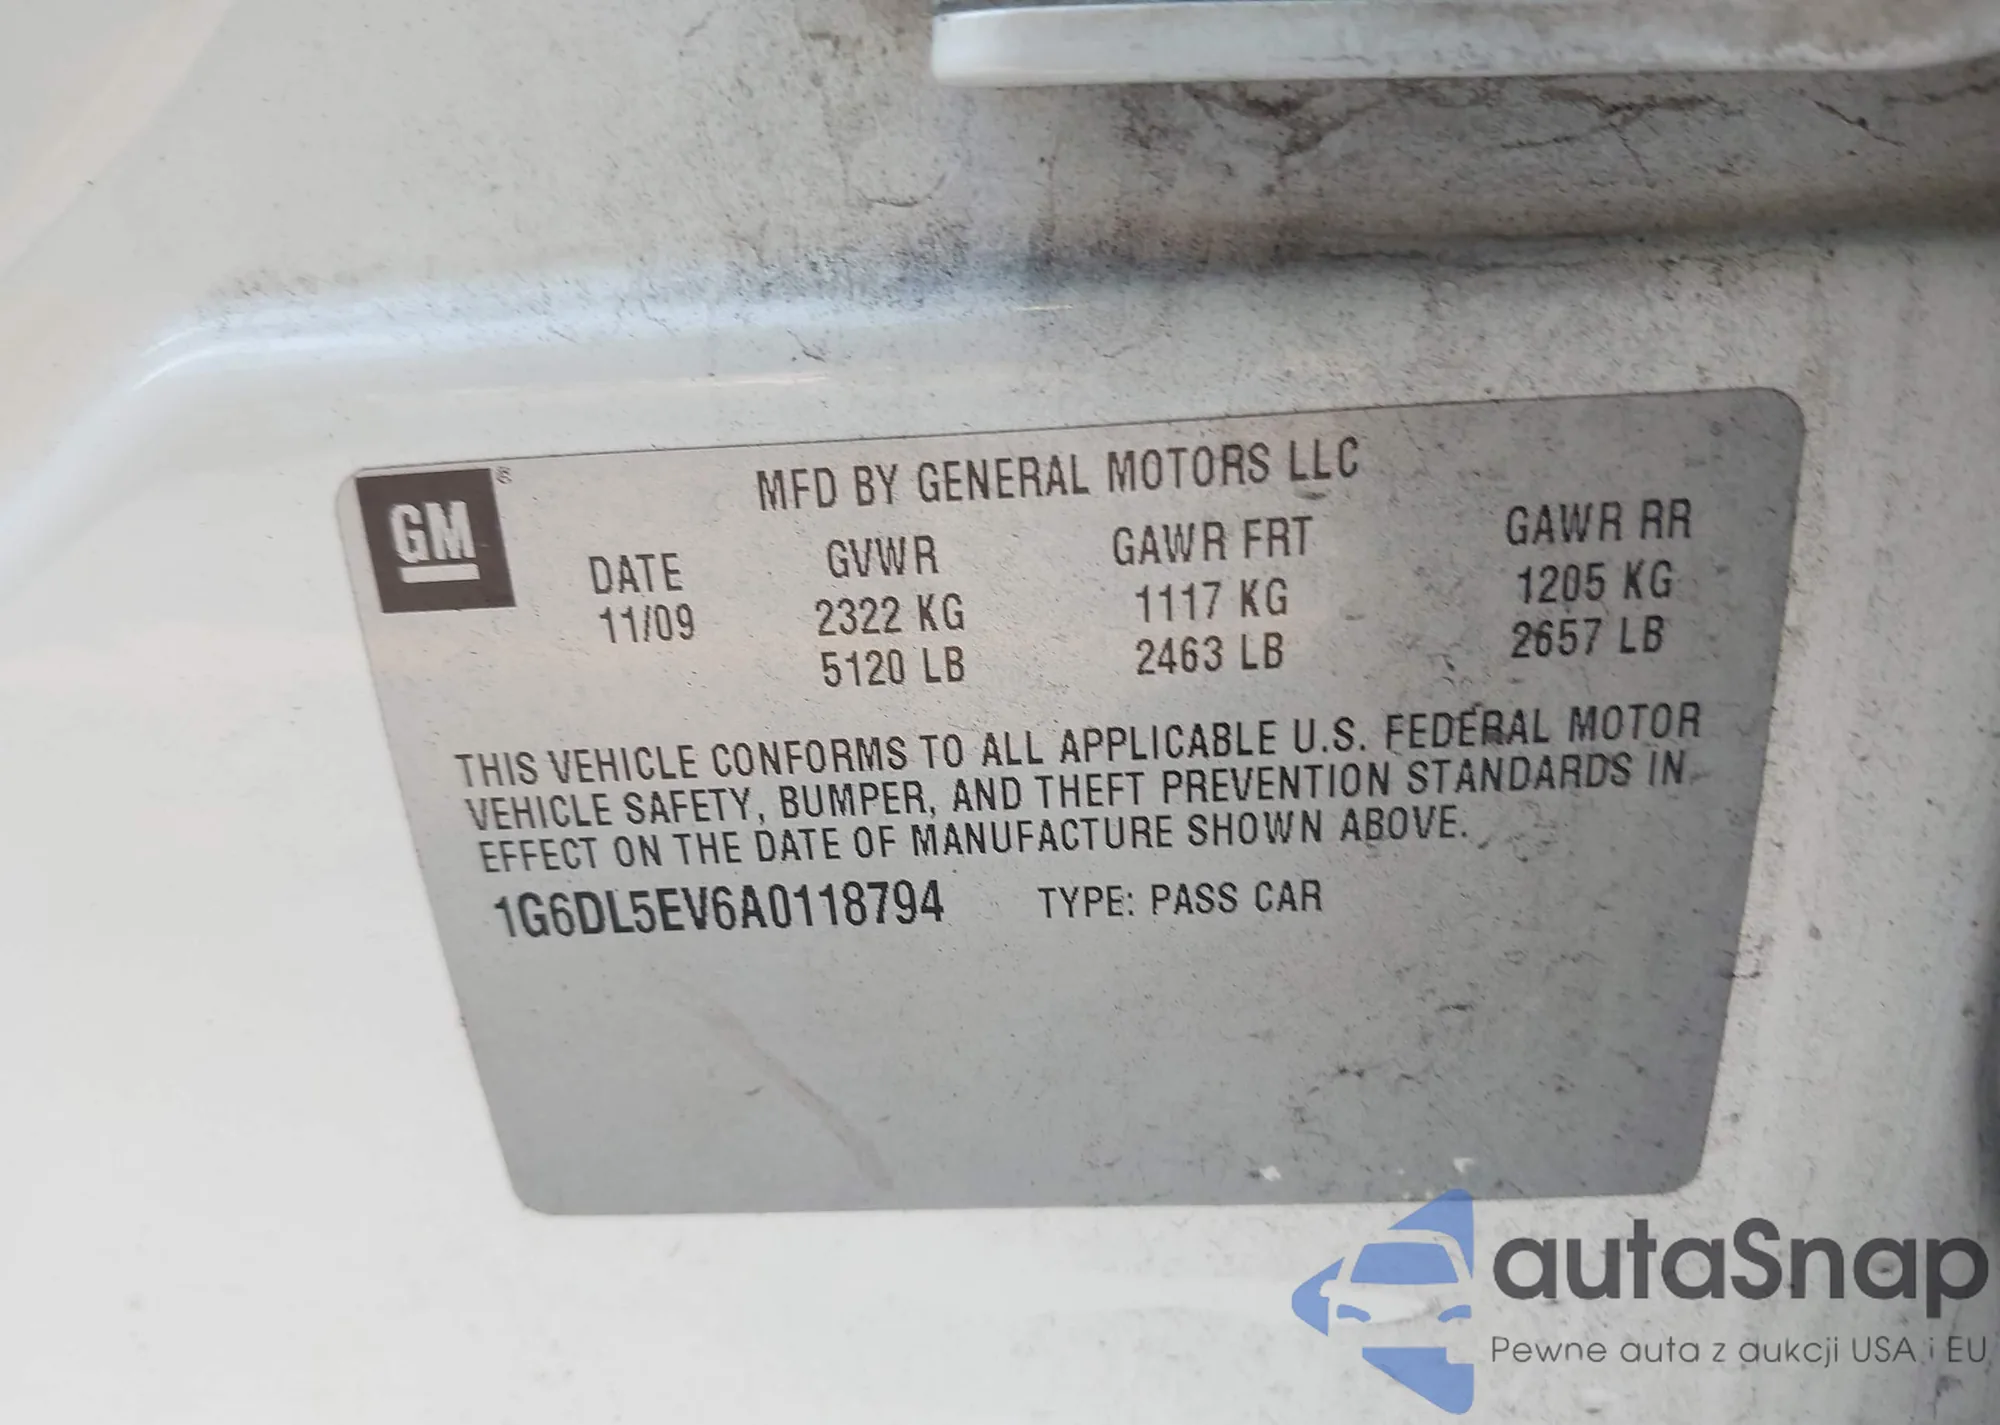 GM®
MFD BY GENERAL MOTORS LLC
DATE GVWR GAWR FRT GAWR RR
11/09 2322 KG 1117 KG 1205 KG
5120 LB 2463 LB 2657 LB
THIS VEHICLE CONFORMS TO ALL APPLICABLE U.S. FEDERAL MOTOR
VEHICLE SAFETY, BUMPER, AND THEFT PREVENTION STANDARDS IN
EFFECT ON THE DATE OF MANUFACTURE SHOWN ABOVE.
1G6DL5EV6A0118794 TYPE: PASS CAR
autaSnap
Pewne auta z aukcji USA i EU